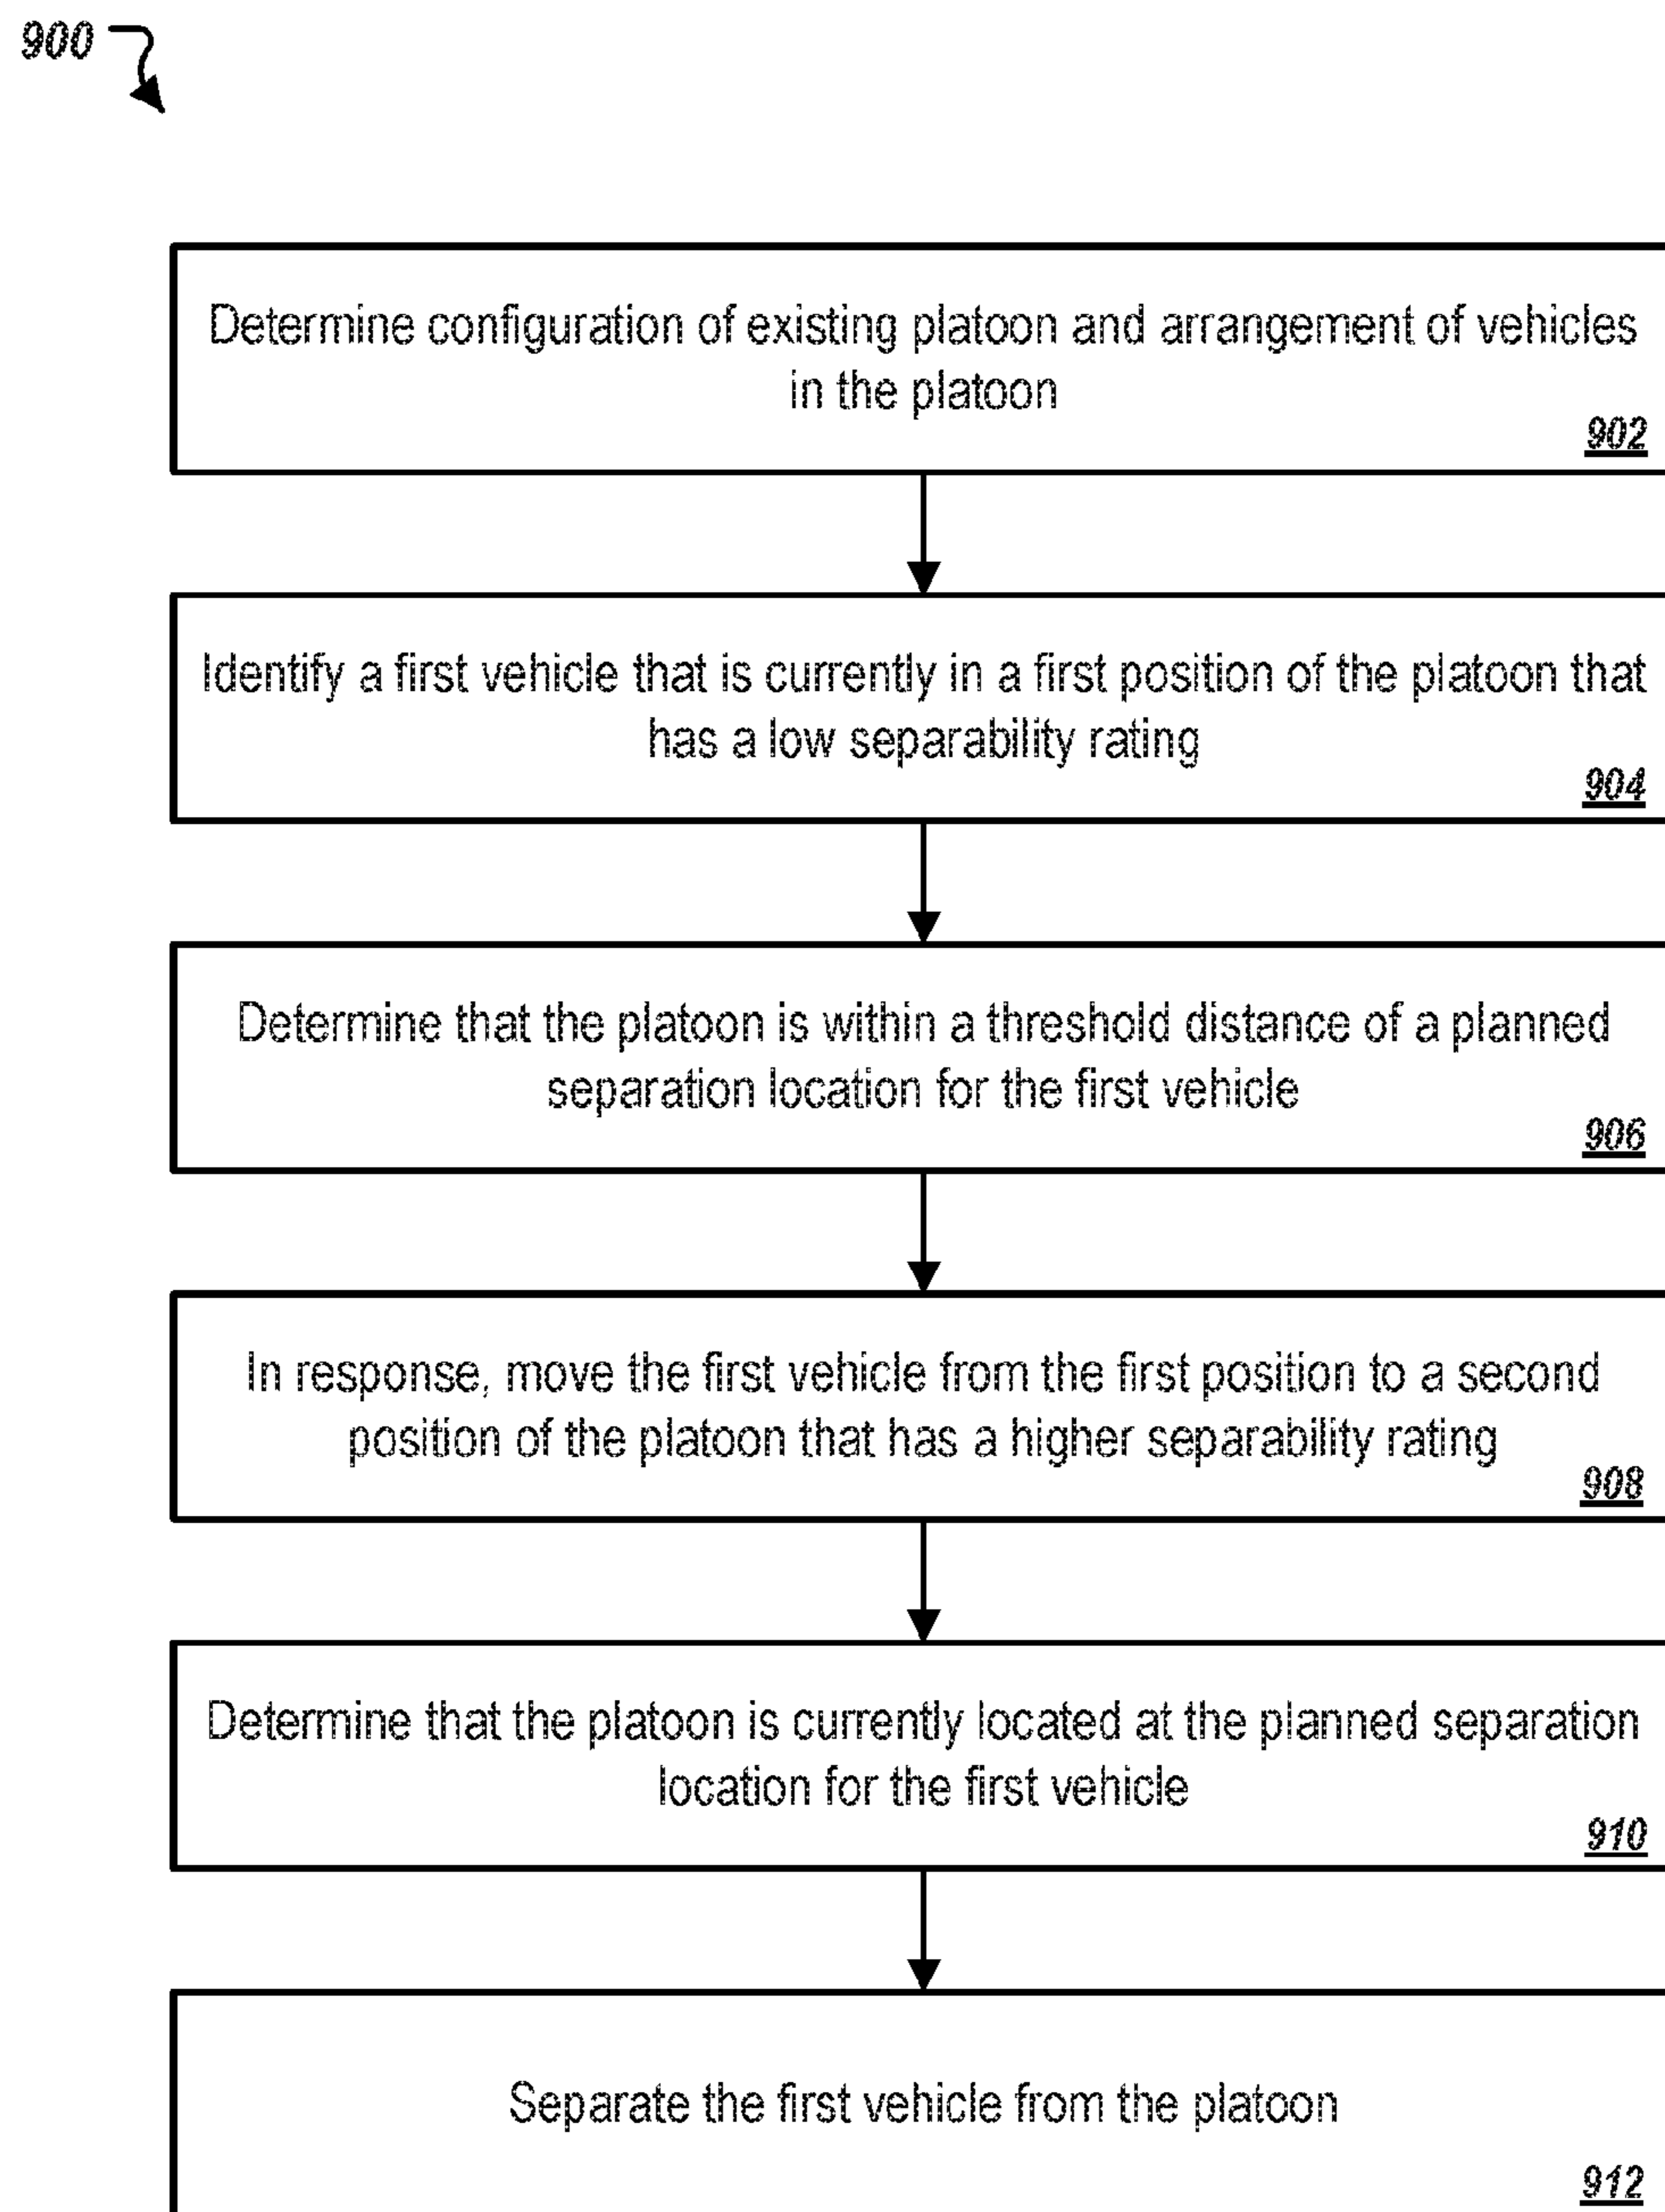 900
Determine configuration of existing platoon and arrangement of vehicles
in the platoon
902
Identify a first vehicle that is currently in a first position of the platoon that
has a low separability rating
904
Determine that the platoon is within a threshold distance of a planned
separation location for the first vehicle
906
In response, move the first vehicle from the first position to a second
position of the platoon that has a higher separability rating
908
Determine that the platoon is currently located at the planned separation
location for the first vehicle
910
Separate the first vehicle from the platoon
912